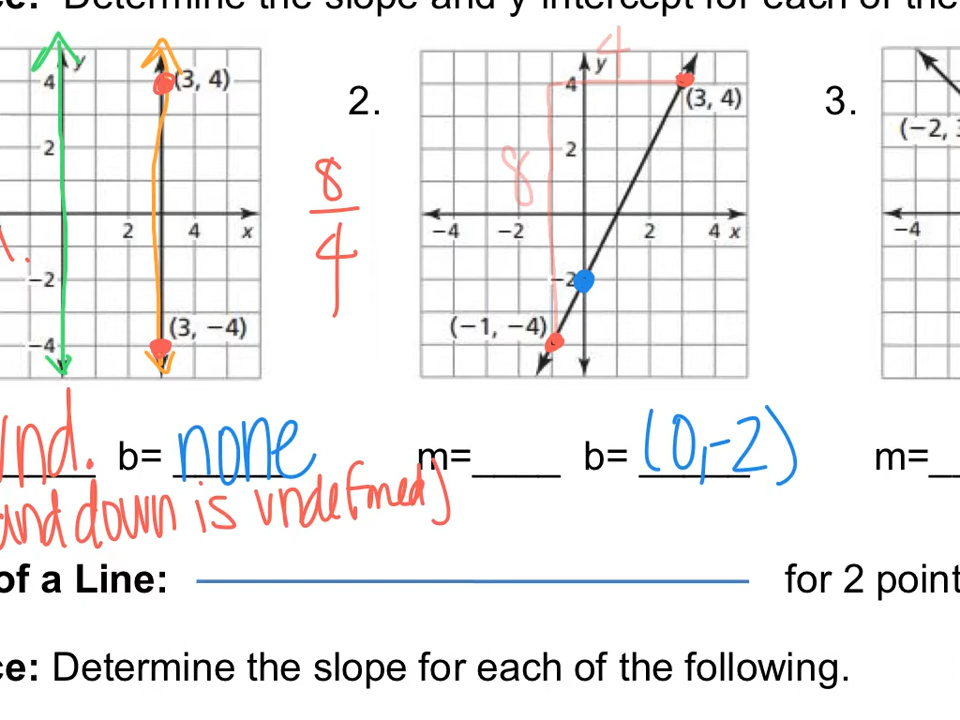 Determine the slope and y-intercept for each of the
4 y (3, 4)
2
2 4 x
-2
-4 (3, -4)
2.
8
4
4
4 y (3, 4)
2
8
-4 -2 2 4 x
-2
(-1, -4)
3.
(-2,
-4
und. b= none m=____ b= (0,-2) m=
and down is undefined]
of a Line: for 2 point
Determine the slope for each of the following.